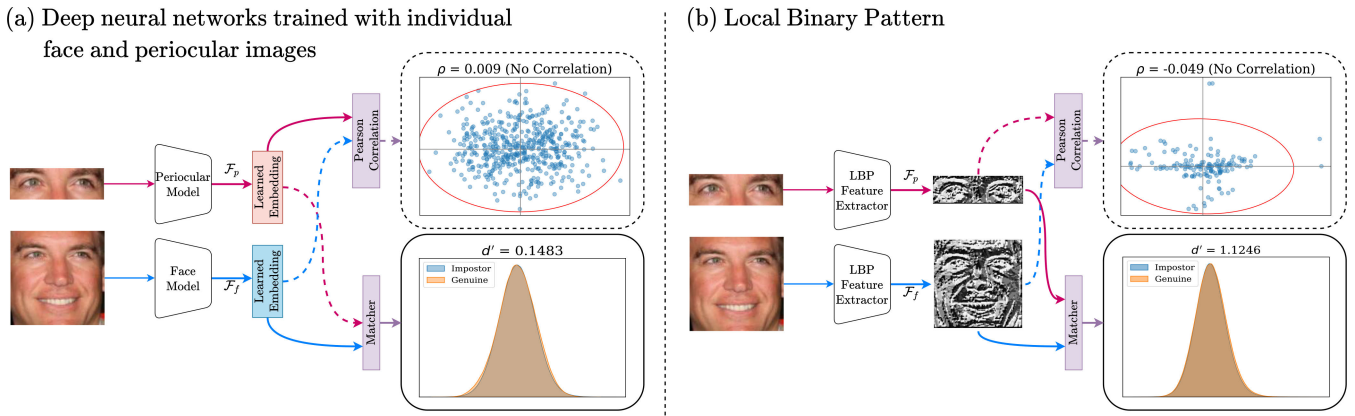 (a) Deep neural networks trained with individual
face and periocular images
ρ = 0.009 (No Correlation)
Pearson
Correlation
Periocular
Model
𝓕ₚ
Learned
Embedding
Face
Model
𝓕_f
Learned
Embedding
Matcher
d′ = 0.1483
Impostor
Genuine
(b) Local Binary Pattern
ρ = -0.049 (No Correlation)
Pearson
Correlation
LBP
Feature
Extractor
𝓕ₚ
LBP
Feature
Extractor
𝓕_f
Matcher
d′ = 1.1246
Impostor
Genuine